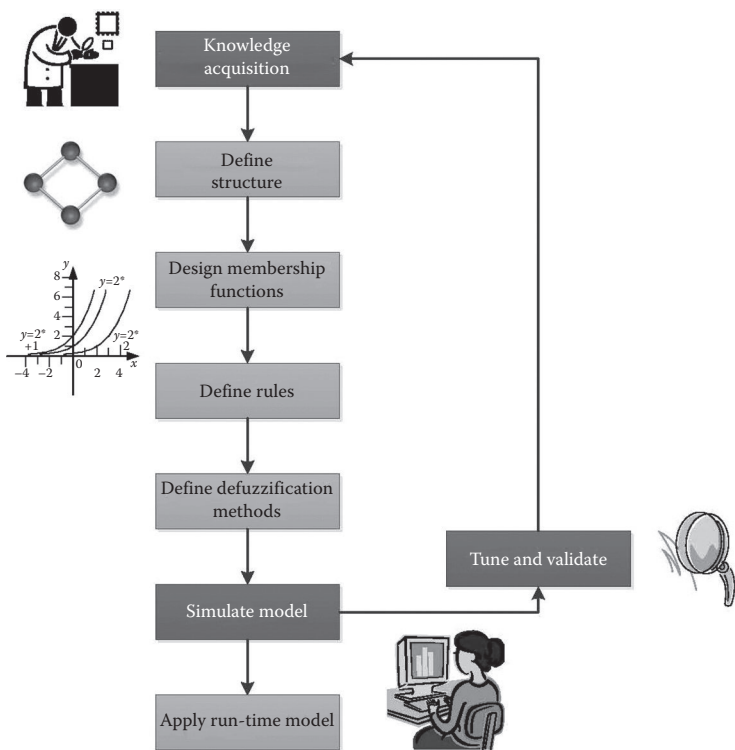 Knowledge
acquisition
Define
structure
Design membership
functions
y
8
6
4
2
y=2ˣ
y=2ˣ
+1
y=2ˣ
2
x
−4
−2
0
2
4
Define rules
Define defuzzification
methods
Tune and validate
Simulate model
Apply run-time model